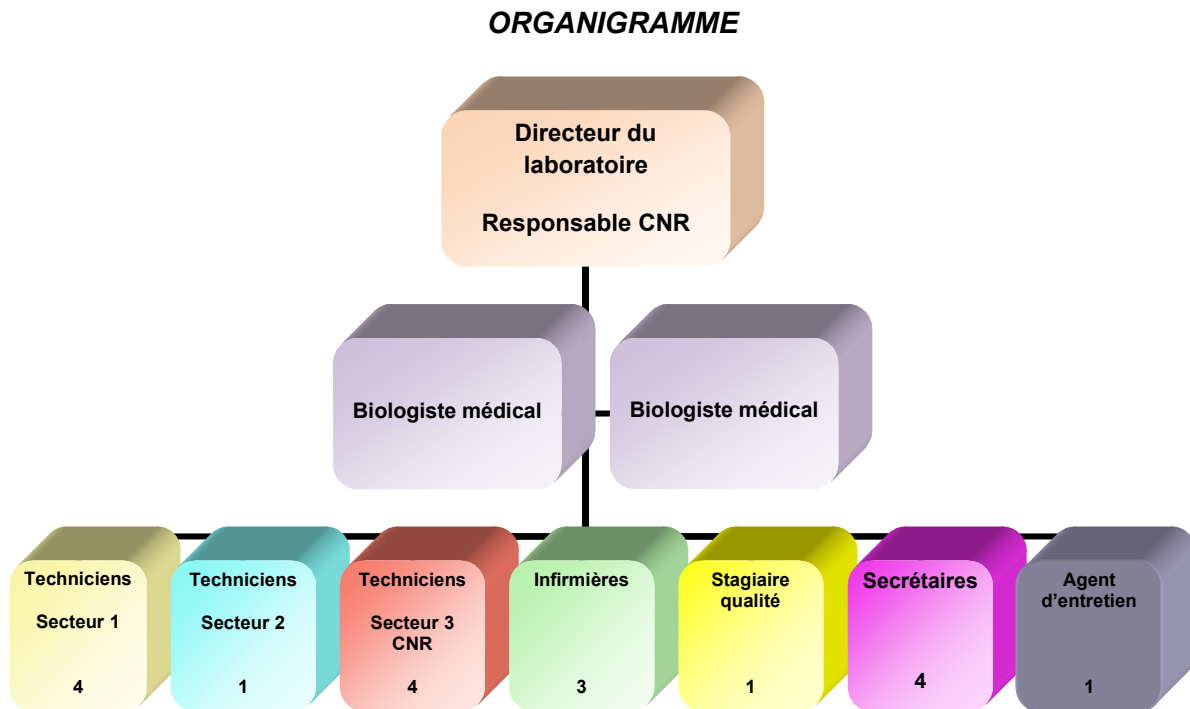 ORGANIGRAMME
Directeur du
laboratoire
Responsable CNR
Biologiste médical
Biologiste médical
Techniciens
Secteur 1
4
Techniciens
Secteur 2
1
Techniciens
Secteur 3
CNR
4
Infirmières
3
Stagiaire
qualité
1
Secrétaires
4
Agent
d’entretien
1